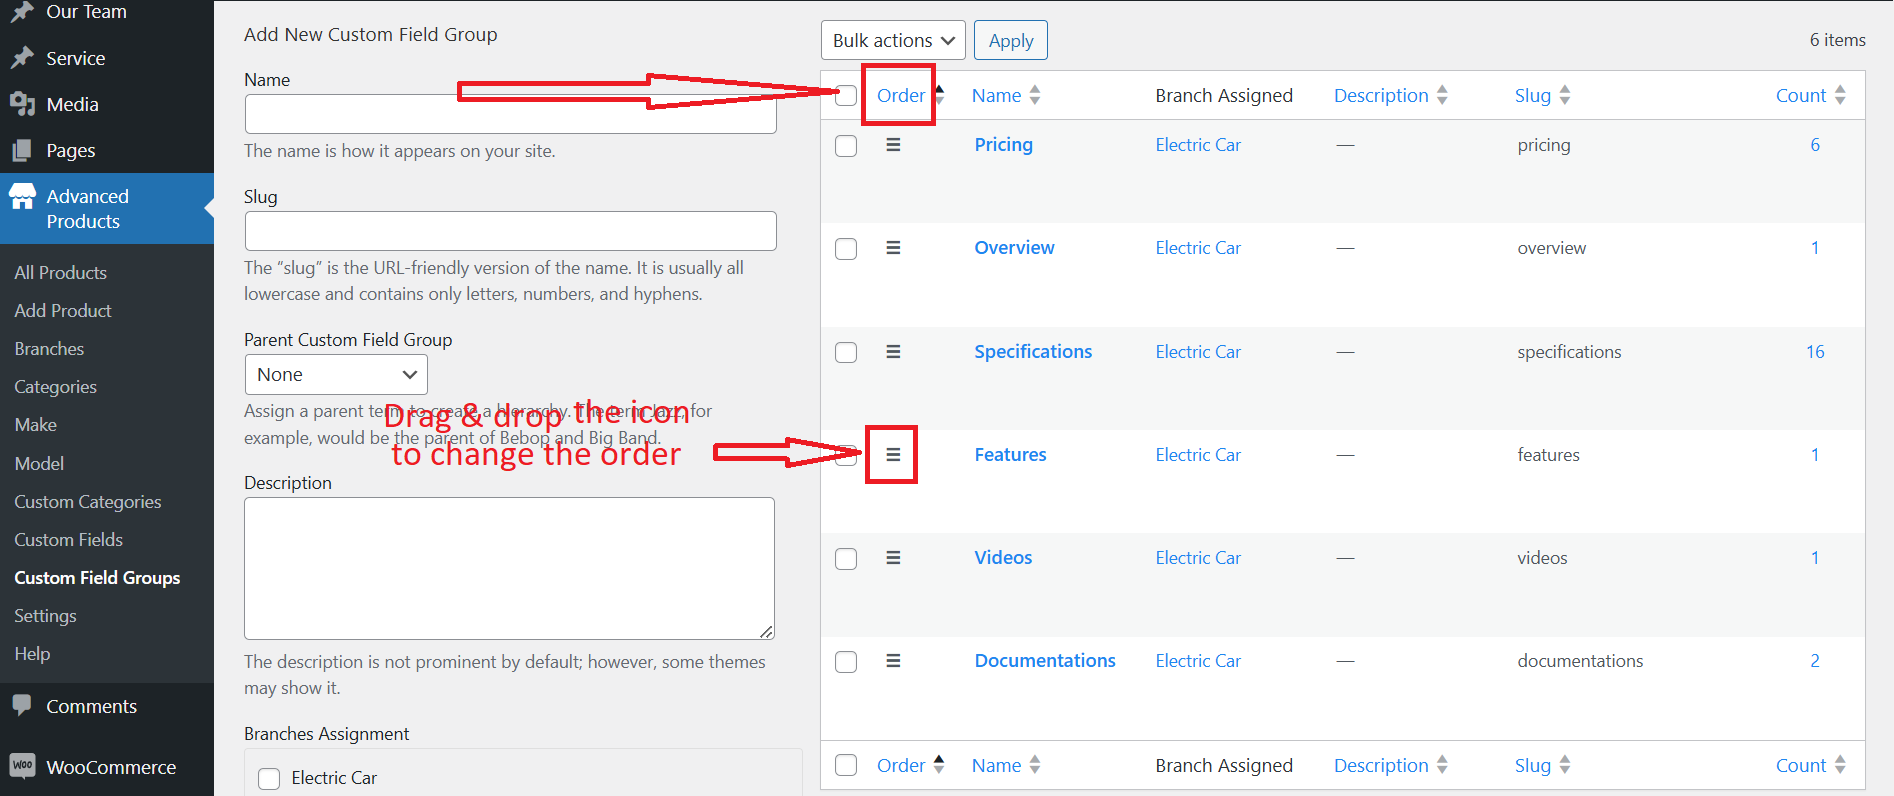 Our Team
Service
Media
Pages
Advanced
Products
All Products
Add Product
Branches
Categories
Make
Model
Custom Categories
Custom Fields
Custom Field Groups
Settings
Help
Comments
WooCommerce
Add New Custom Field Group
Name
The name is how it appears on your site.
Slug
The “slug” is the URL-friendly version of the name. It is usually all
lowercase and contains only letters, numbers, and hyphens.
Parent Custom Field Group
None
Assign a parent term to create a hierarchy. The term Jazz, for
example, would be the parent of Bebop and Big Band.
Drag & drop the icon
to change the order
Description
The description is not prominent by default; however, some themes
may show it.
Branches Assignment
Electric Car
Bulk actions Apply 6 items
Order Name Branch Assigned Description Slug Count
Pricing Electric Car — pricing 6
Overview Electric Car — overview 1
Specifications Electric Car — specifications 16
Features Electric Car — features 1
Videos Electric Car — videos 1
Documentations Electric Car — documentations 2
Order Name Branch Assigned Description Slug Count